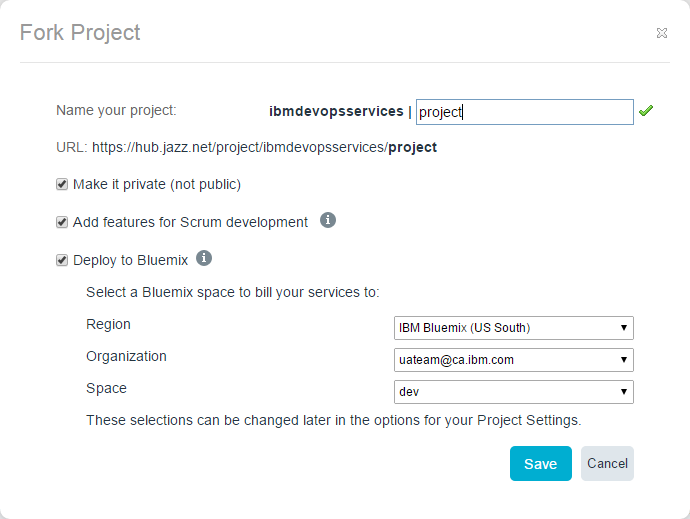 Fork Project
Name your project: ibmdevopsservices | project
URL: https://hub.jazz.net/project/ibmdevopsservices/project
Make it private (not public)
Add features for Scrum development
Deploy to Bluemix
Select a Bluemix space to bill your services to:
Region IBM Bluemix (US South)
Organization uateam@ca.ibm.com
Space dev
These selections can be changed later in the options for your Project Settings.
Save Cancel